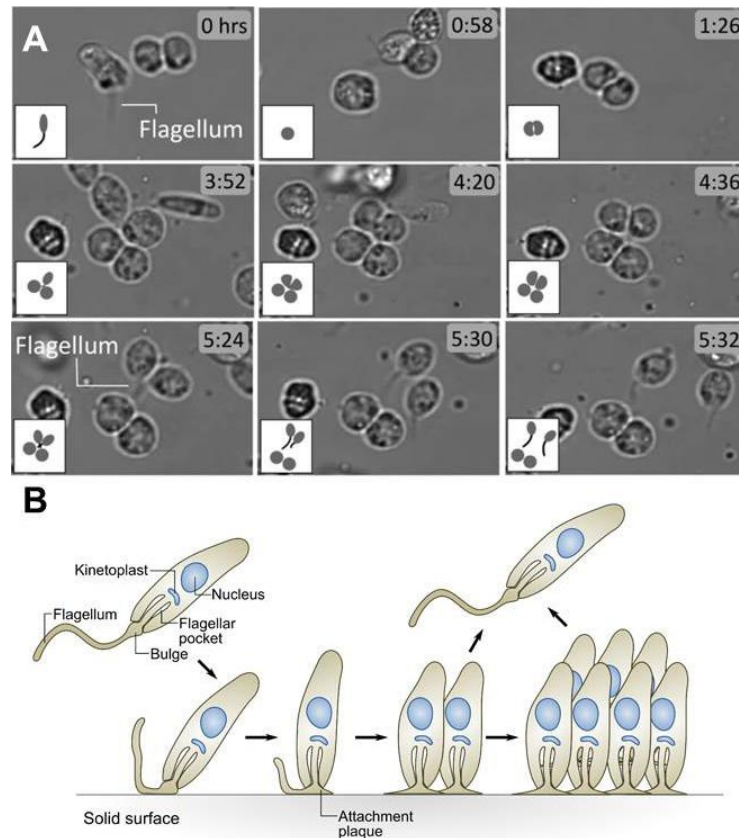 A
0 hrs
Flagellum
0:58
1:26
3:52
4:20
4:36
Flagellum
5:24
5:30
5:32
B
Kinetoplast
Nucleus
Flagellum
Flagellar
pocket
Bulge
Solid surface
Attachment
plaque